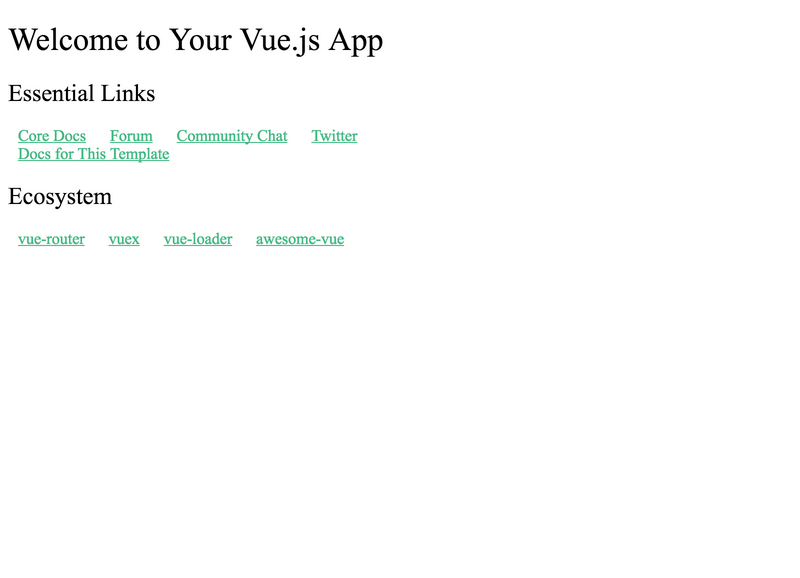 Welcome to Your Vue.js App
Essential Links
Core Docs Forum Community Chat Twitter
Docs for This Template
Ecosystem
vue-router vuex vue-loader awesome-vue